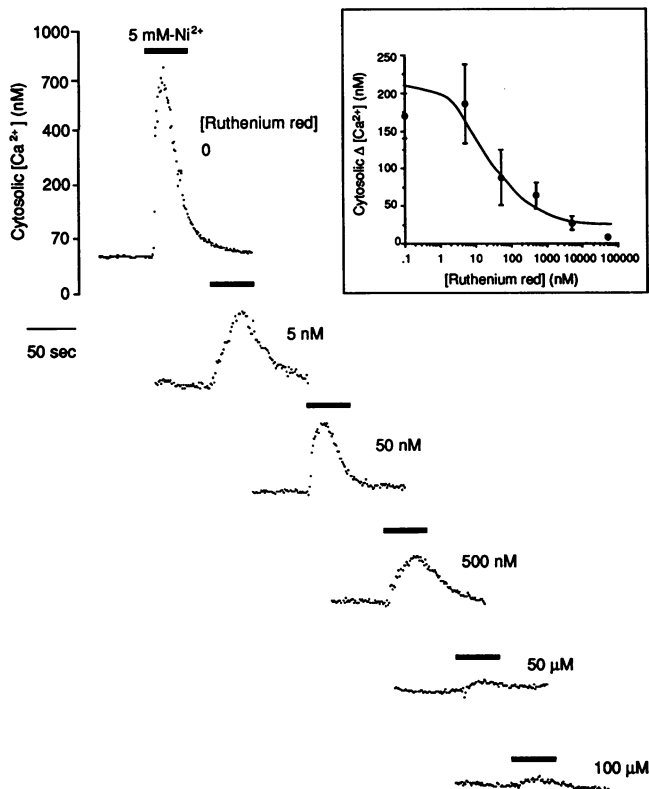 5 mM-Ni²⁺
Cytosolic [Ca²⁺] (nM)
1000
700
400
200
70
0
[Ruthenium red]
0
50 sec
5 nM
50 nM
500 nM
50 µM
100 µM
Cytosolic Δ [Ca²⁺] (nM)
250
200
150
100
50
0
.1 1 10 100 1000 10000 100000
[Ruthenium red] (nM)